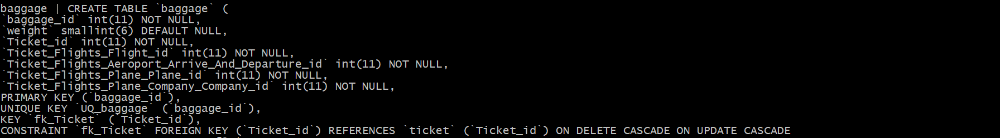 baggage | CREATE TABLE `baggage` (
`baggage_id` int(11) NOT NULL,
`weight` smallint(6) DEFAULT NULL,
`Ticket_id` int(11) NOT NULL,
`Ticket_Flights_Flight_id` int(11) NOT NULL,
`Ticket_Flights_Aeroport_Arrive_And_Departure_id` int(11) NOT NULL,
`Ticket_Flights_Plane_Plane_id` int(11) NOT NULL,
`Ticket_Flights_Plane_Company_Company_id` int(11) NOT NULL,
PRIMARY KEY (`baggage_id`),
UNIQUE KEY `UQ_baggage` (`baggage_id`),
KEY `fk_Ticket` (`Ticket_id`),
CONSTRAINT `fk_Ticket` FOREIGN KEY (`Ticket_id`) REFERENCES `ticket` (`Ticket_id`) ON DELETE CASCADE ON UPDATE CASCADE